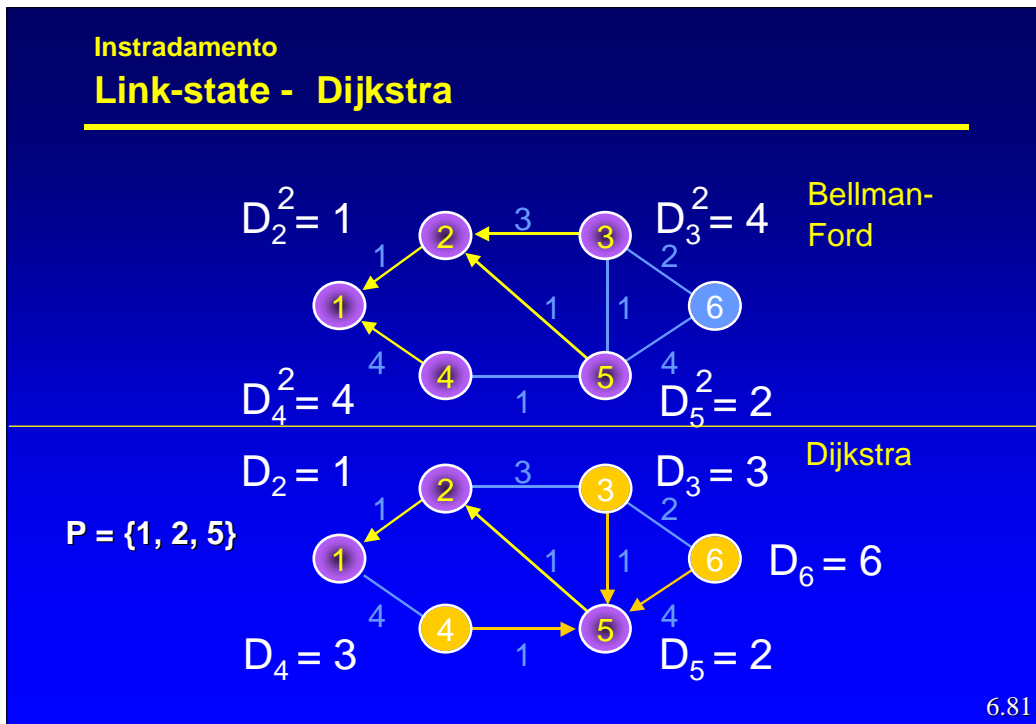 Instradamento
Link-state - Dijkstra
D₂² = 1
D₃² = 4
Bellman-
Ford
2
3
3
1
2
1
6
1
1
4
4
5
4
1
D₄² = 4
D₅² = 2
D₂ = 1
D₃ = 3
Dijkstra
2
3
3
1
2
P = {1, 2, 5}
1
1
1
6
D₆ = 6
4
4
5
4
1
D₄ = 3
D₅ = 2
6.81